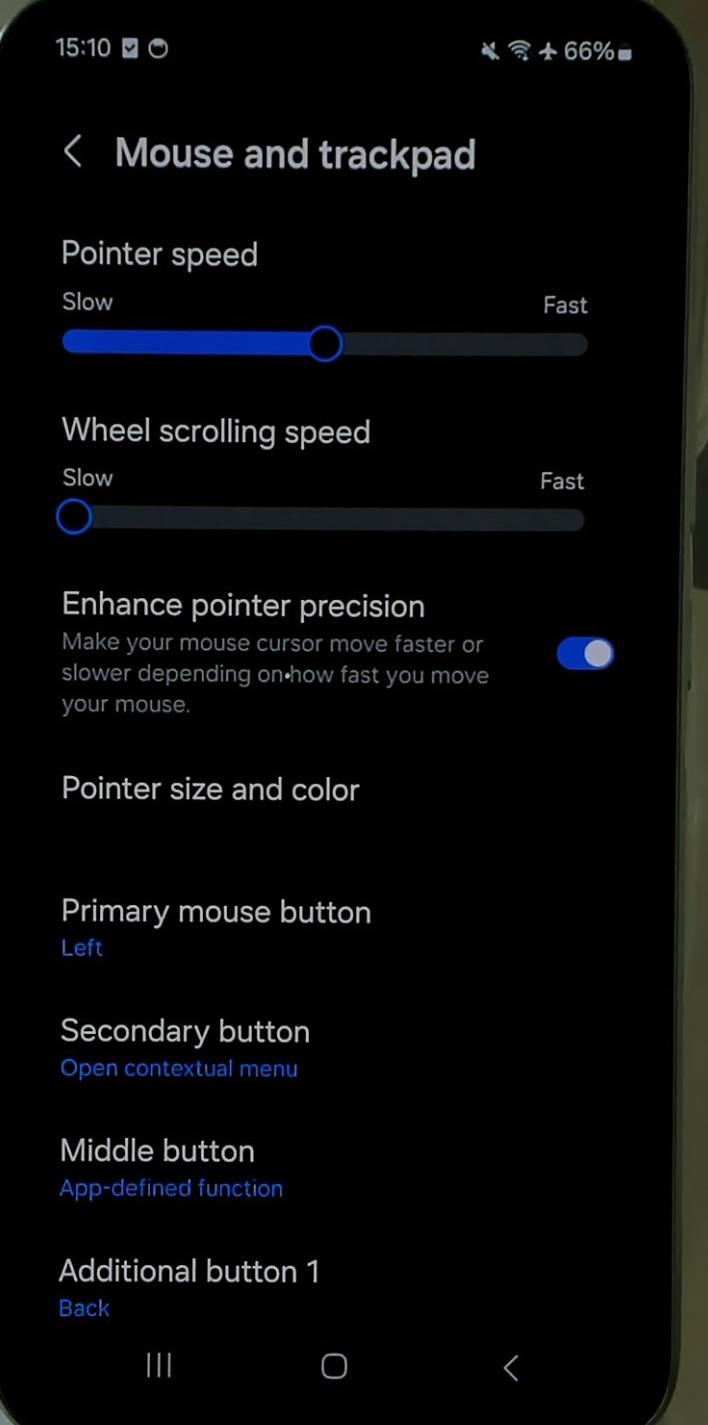 15:10 66%
Mouse and trackpad
Pointer speed
Slow Fast
Wheel scrolling speed
Slow Fast
Enhance pointer precision
Make your mouse cursor move faster or
slower depending on how fast you move
your mouse.
Pointer size and color
Primary mouse button
Left
Secondary button
Open contextual menu
Middle button
App-defined function
Additional button 1
Back